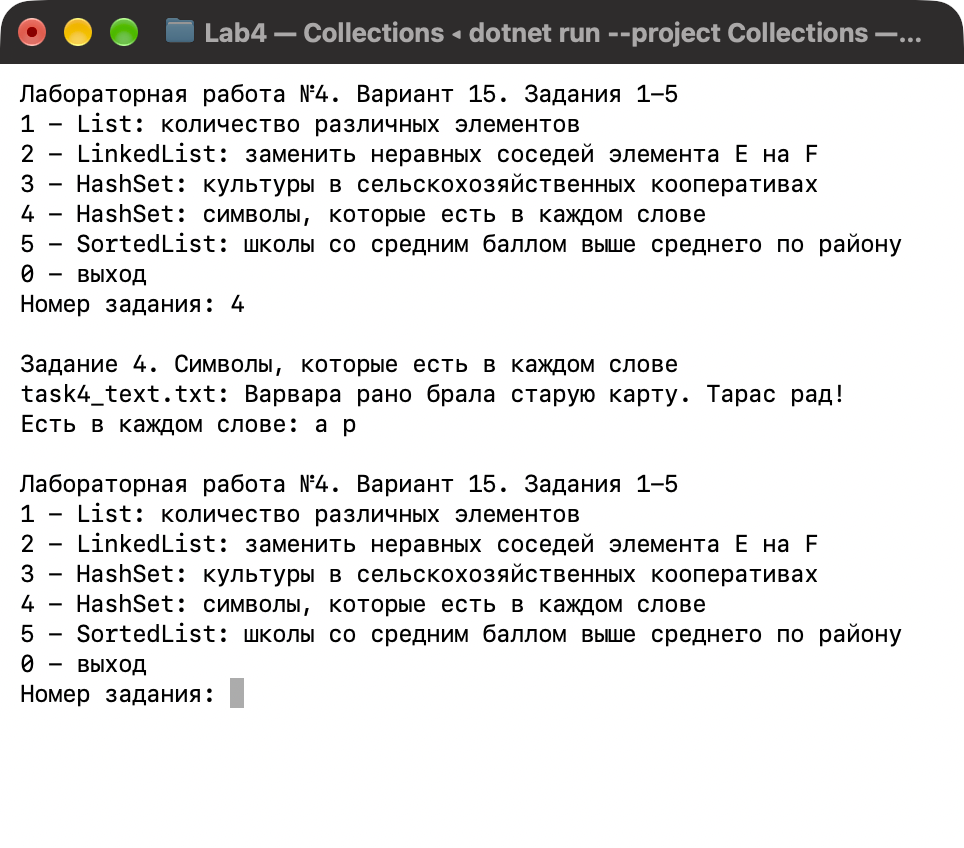 Lab4 — Collections ◂ dotnet run --project Collections —...
Лабораторная работа №4. Вариант 15. Задания 1–5
1 — List: количество различных элементов
2 — LinkedList: заменить неравных соседей элемента E на F
3 — HashSet: культуры в сельскохозяйственных кооперативах
4 — HashSet: символы, которые есть в каждом слове
5 — SortedList: школы со средним баллом выше среднего по району
0 — выход
Номер задания: 4
Задание 4. Символы, которые есть в каждом слове
task4_text.txt: Варвара рано брала старую карту. Тарас рад!
Есть в каждом слове: а р
Лабораторная работа №4. Вариант 15. Задания 1–5
1 — List: количество различных элементов
2 — LinkedList: заменить неравных соседей элемента E на F
3 — HashSet: культуры в сельскохозяйственных кооперативах
4 — HashSet: символы, которые есть в каждом слове
5 — SortedList: школы со средним баллом выше среднего по району
0 — выход
Номер задания: